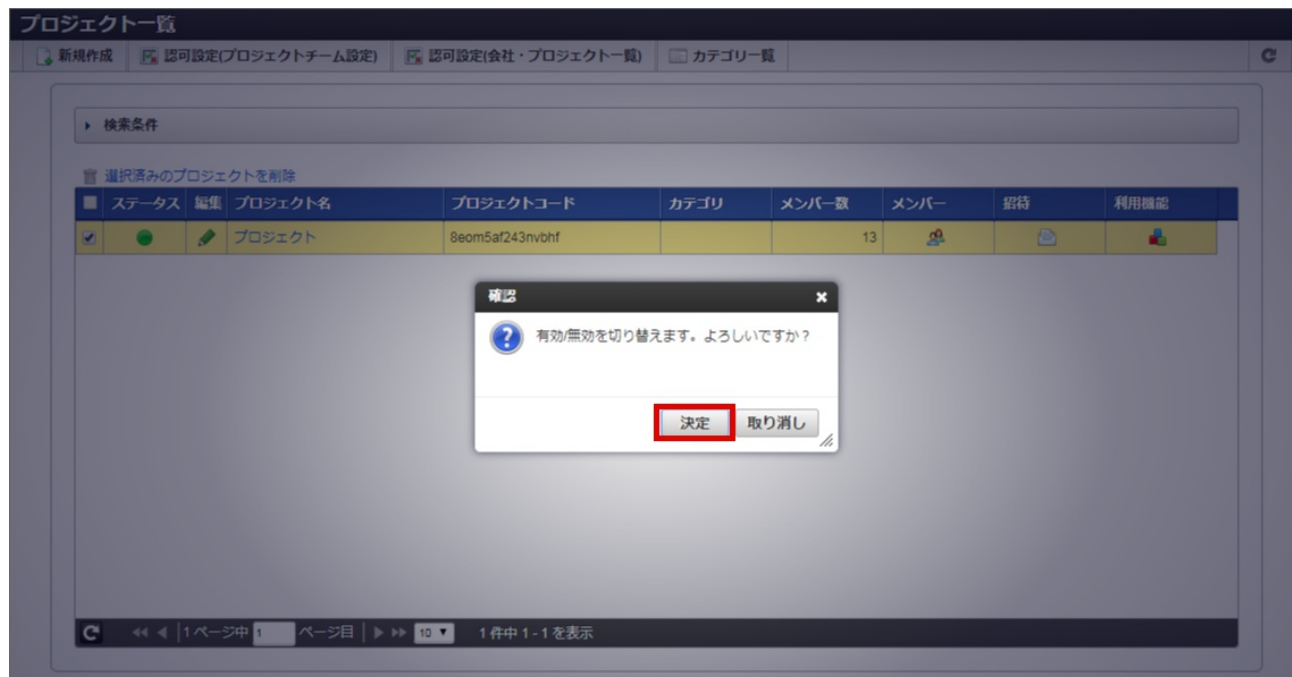 プロジェクト一覧
新規作成 認可設定(プロジェクトチーム設定) 認可設定(会社・プロジェクト一覧) カテゴリ一覧
検索条件
選択済みのプロジェクトを削除
ステータス 編集 プロジェクト名 プロジェクトコード カテゴリ メンバー数 メンバー 招待 利用機能
プロジェクト 8eom5af243nvbhf 13
確認
有効/無効を切り替えます。よろしいですか?
決定 取り消し
1 ページ中 1 ページ目 10 1 件中 1 - 1 を表示